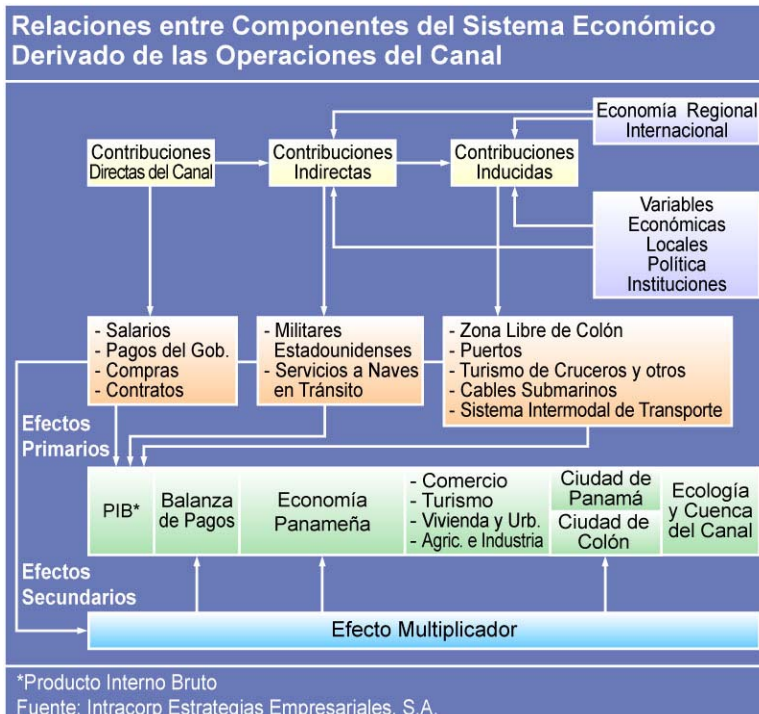 Relaciones entre Componentes del Sistema Económico
Derivado de las Operaciones del Canal
Economía Regional
Internacional
Contribuciones
Directas del Canal
Contribuciones
Indirectas
Contribuciones
Inducidas
Variables
Económicas
Locales
Política
Instituciones
- Salarios
- Pagos del Gob.
- Compras
- Contratos
- Militares
Estadounidenses
- Servicios a Naves
en Tránsito
- Zona Libre de Colón
- Puertos
- Turismo de Cruceros y otros
- Cables Submarinos
- Sistema Intermodal de Transporte
Efectos
Primarios
PIB*
Balanza
de Pagos
Economía
Panameña
- Comercio
- Turismo
- Vivienda y Urb.
- Agric. e Industria
Ciudad de
Panamá
Ciudad de
Colón
Ecología
y Cuenca
del Canal
Efectos
Secundarios
Efecto Multiplicador
*Producto Interno Bruto
Fuente: Intracorp Estrategias Empresariales, S.A.